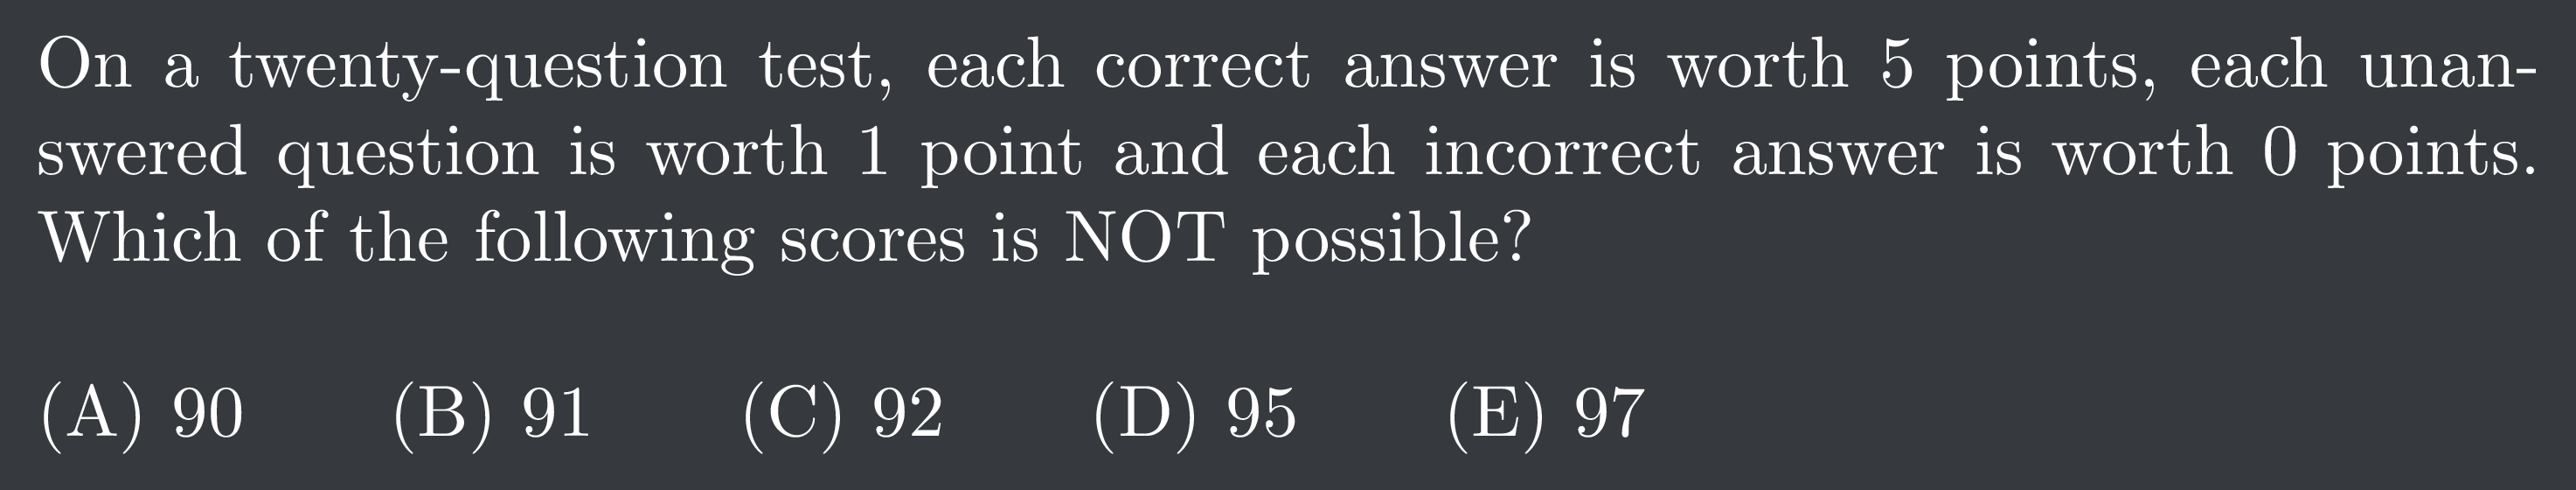 On a twenty-question test, each correct answer is worth 5 points, each unan-
swered question is worth 1 point and each incorrect answer is worth 0 points.
Which of the following scores is NOT possible?
(A) 90 (B) 91 (C) 92 (D) 95 (E) 97